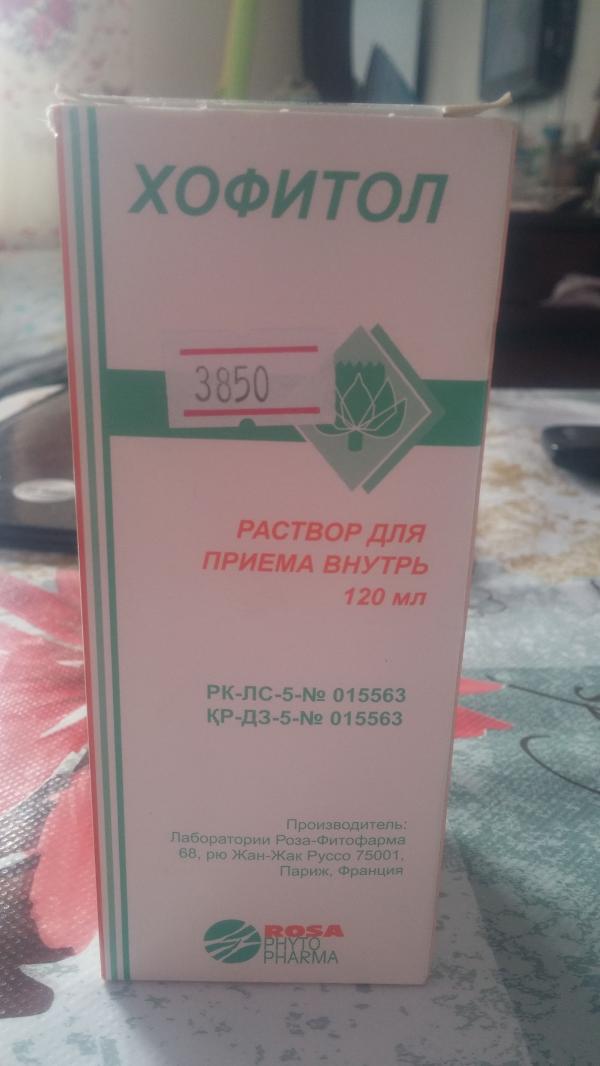 ХОФИТОЛ
3850
РАСТВОР ДЛЯ
ПРИЕМА ВНУТРЬ
120 мл
РК-ЛС-5-№ 015563
ҚР-ДЗ-5-№ 015563
Производитель:
Лаборатории Роза-Фитофарма
68, рю Жан-Жак Руссо 75001,
Париж, Франция
ROSA
PHYTO
PHARMA